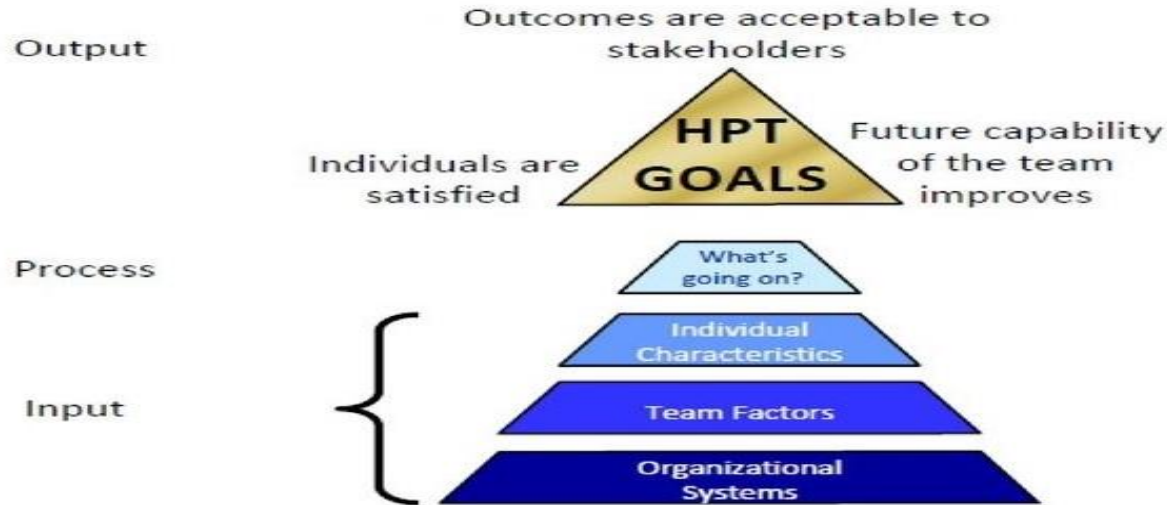 Output
Outcomes are acceptable to
stakeholders
HPT
GOALS
Individuals are
satisfied
Future capability
of the team
improves
Process
What's
going on?
Input
Individual
Characteristics
Team Factors
Organizational
Systems